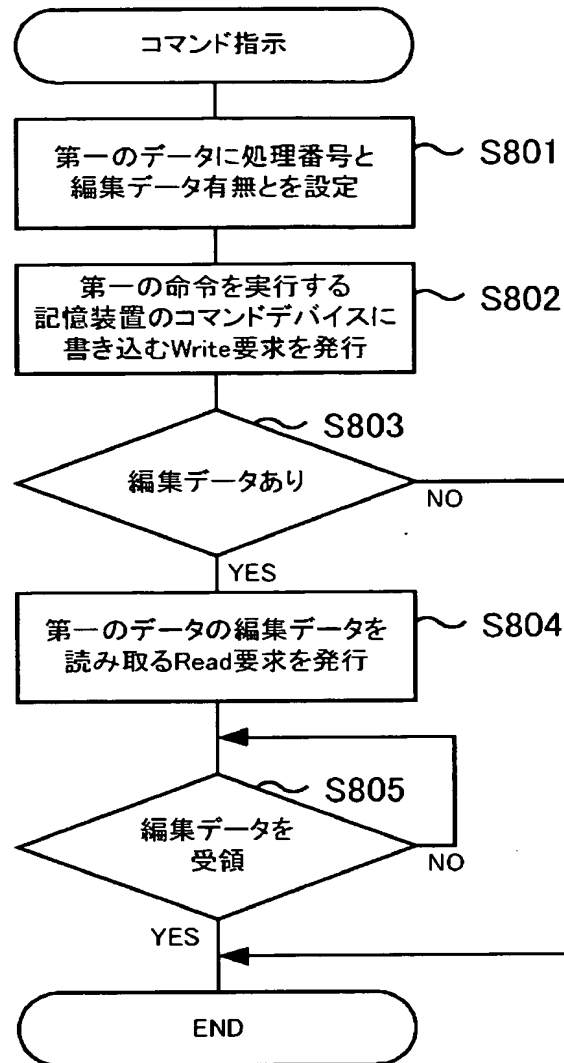 コマンド指示
第一のデータに処理番号と
編集データ有無とを設定
S801
第一の命令を実行する
記憶装置のコマンドデバイスに
書き込むWrite要求を発行
S802
S803
編集データあり
NO
YES
第一のデータの編集データを
読み取るRead要求を発行
S804
S805
編集データを
受領
NO
YES
END